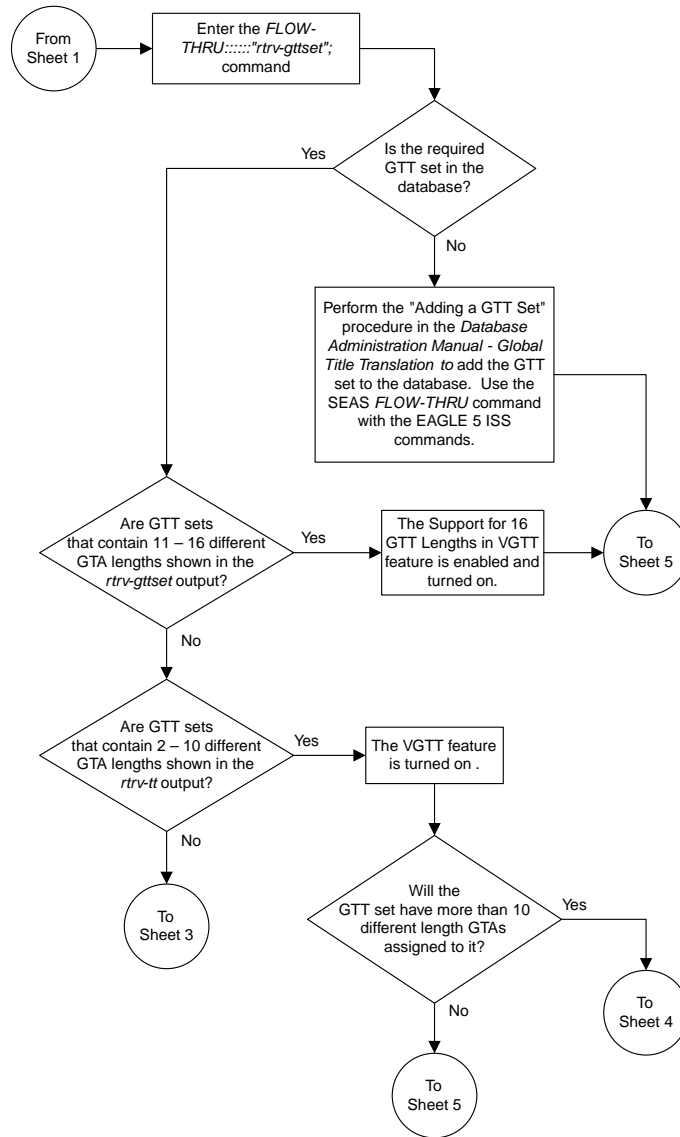 From
Sheet 1
Enter the FLOW-
THRU::::::"rtrv-gttset";
command
Is the required
GTT set in the
database?
Yes
No
Perform the "Adding a GTT Set"
procedure in the Database
Administration Manual - Global
Title Translation to add the GTT
set to the database.  Use the
SEAS FLOW-THRU command
with the EAGLE 5 ISS
commands.
Are GTT sets
that contain 11 – 16 different
GTA lengths shown in the
rtrv-gttset output?
Yes
No
The Support for 16
GTT Lengths in VGTT
feature is enabled and
turned on.
To
Sheet 5
Are GTT sets
that contain 2 – 10 different
GTA lengths shown in the
rtrv-tt output?
Yes
No
The VGTT feature
is turned on .
To
Sheet 3
Will the
GTT set have more than 10
different length GTAs
assigned to it?
Yes
No
To
Sheet 4
To
Sheet 5